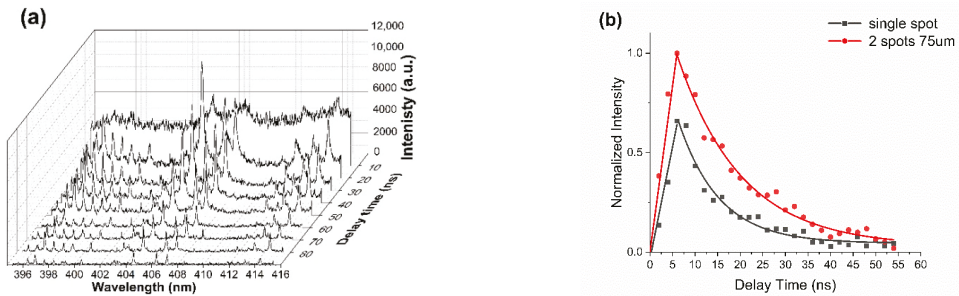 (a)
12,000
10,000
8000
6000
4000
2000
0
Intenisty (a.u.)
10
20
30
40
50
60
70
80
Delay time (ns)
396 398 400 402 404 406 408 410 412 414 416
Wavelength (nm)
(b)
single spot
2 spots 75um
1.0
0.5
0.0
Normalized Intensity
0 5 10 15 20 25 30 35 40 45 50 55 60
Delay Time (ns)